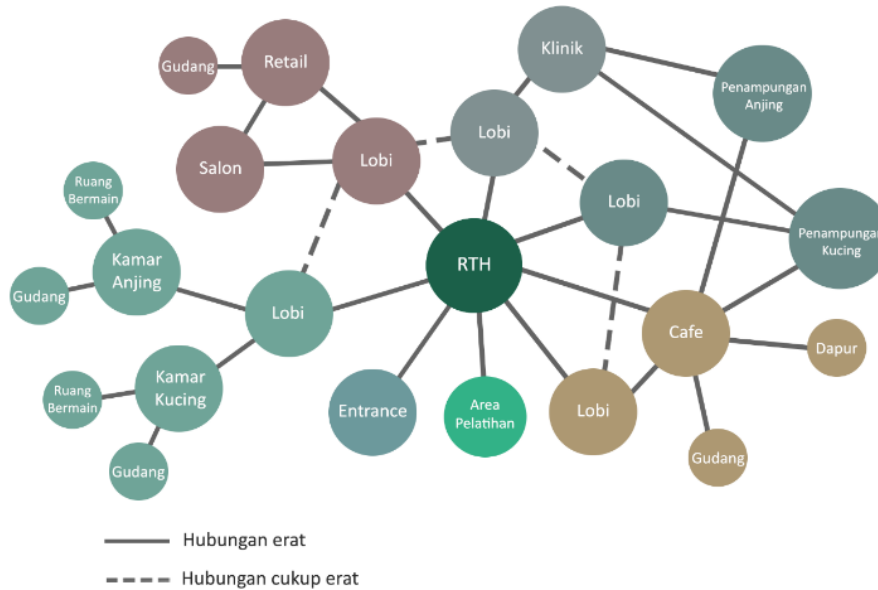 Klinik
Gudang
Retail
Penampungan
Anjing
Lobi
Salon
Lobi
Ruang
Bermain
Lobi
Penampungan
Kucing
Kamar
Anjing
RTH
Gudang
Lobi
Cafe
Dapur
Ruang
Bermain
Kamar
Kucing
Entrance
Area
Pelatihan
Lobi
Gudang
Gudang
Hubungan erat
Hubungan cukup erat